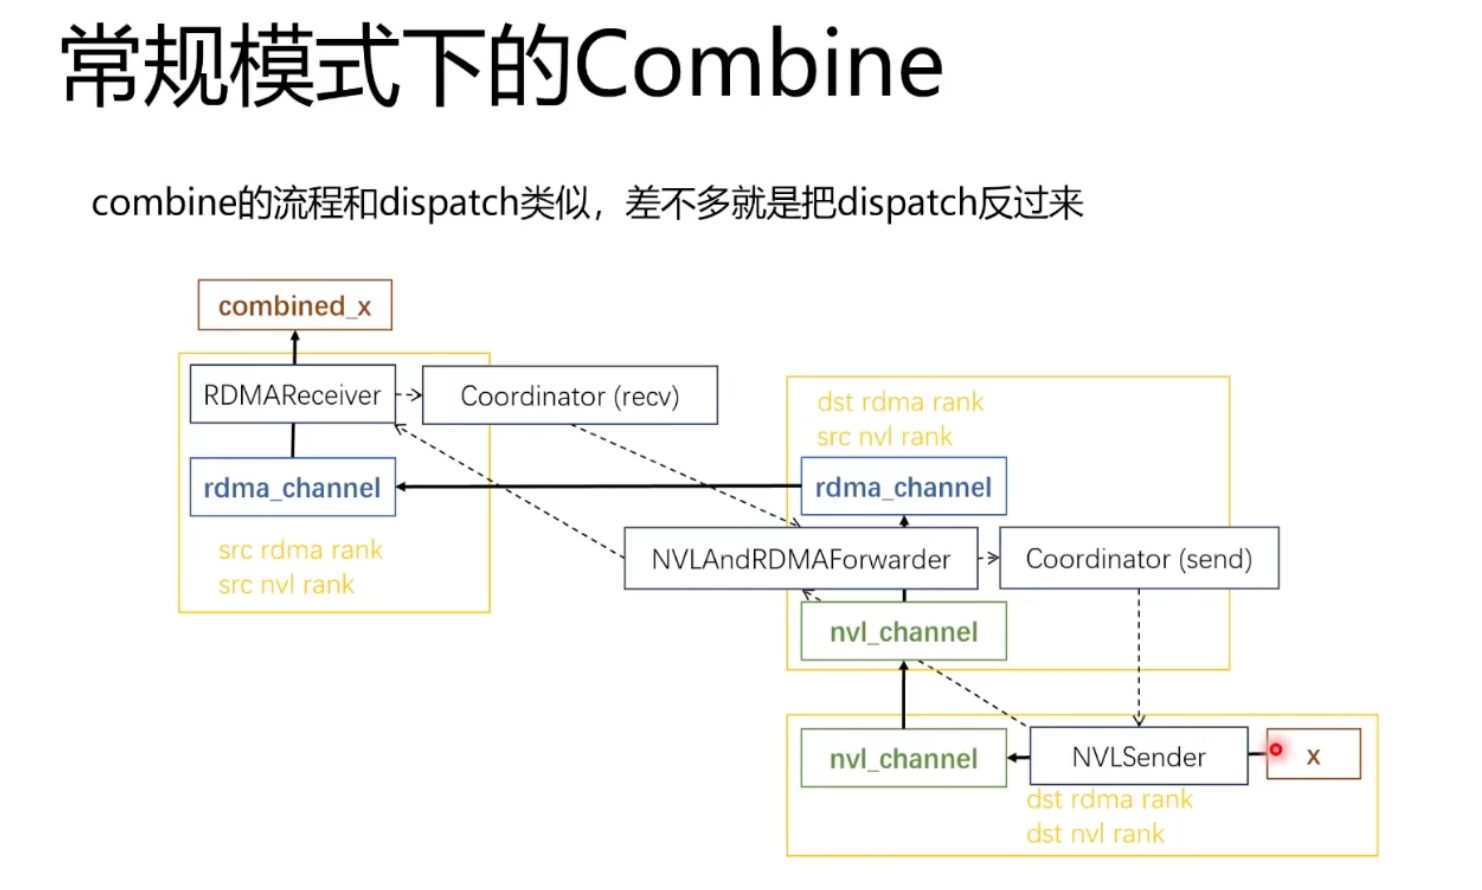 常规模式下的Combine
combine的流程和dispatch类似，差不多就是把dispatch反过来
combined_x
RDMAReceiver
Coordinator (recv)
rdma_channel
src rdma rank
src nvl rank
dst rdma rank
src nvl rank
rdma_channel
NVLAndRDMAForwarder
Coordinator (send)
nvl_channel
nvl_channel
NVLSender
x
dst rdma rank
dst nvl rank